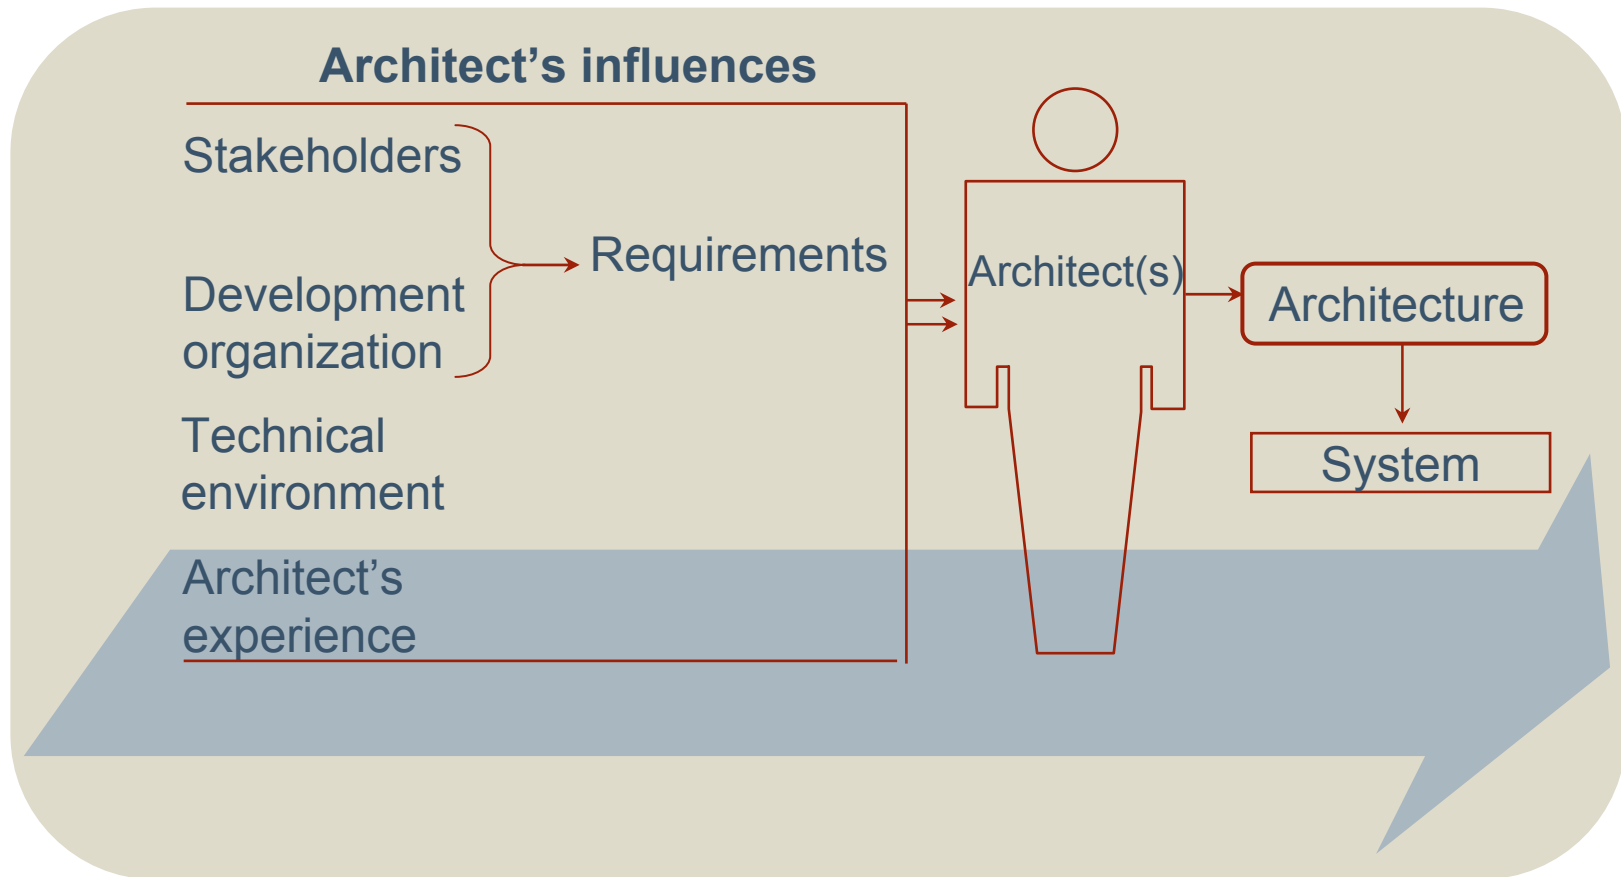 Architect’s influences
Stakeholders
Requirements
Development
organization
Technical
environment
Architect’s
experience
Architect(s)
Architecture
System